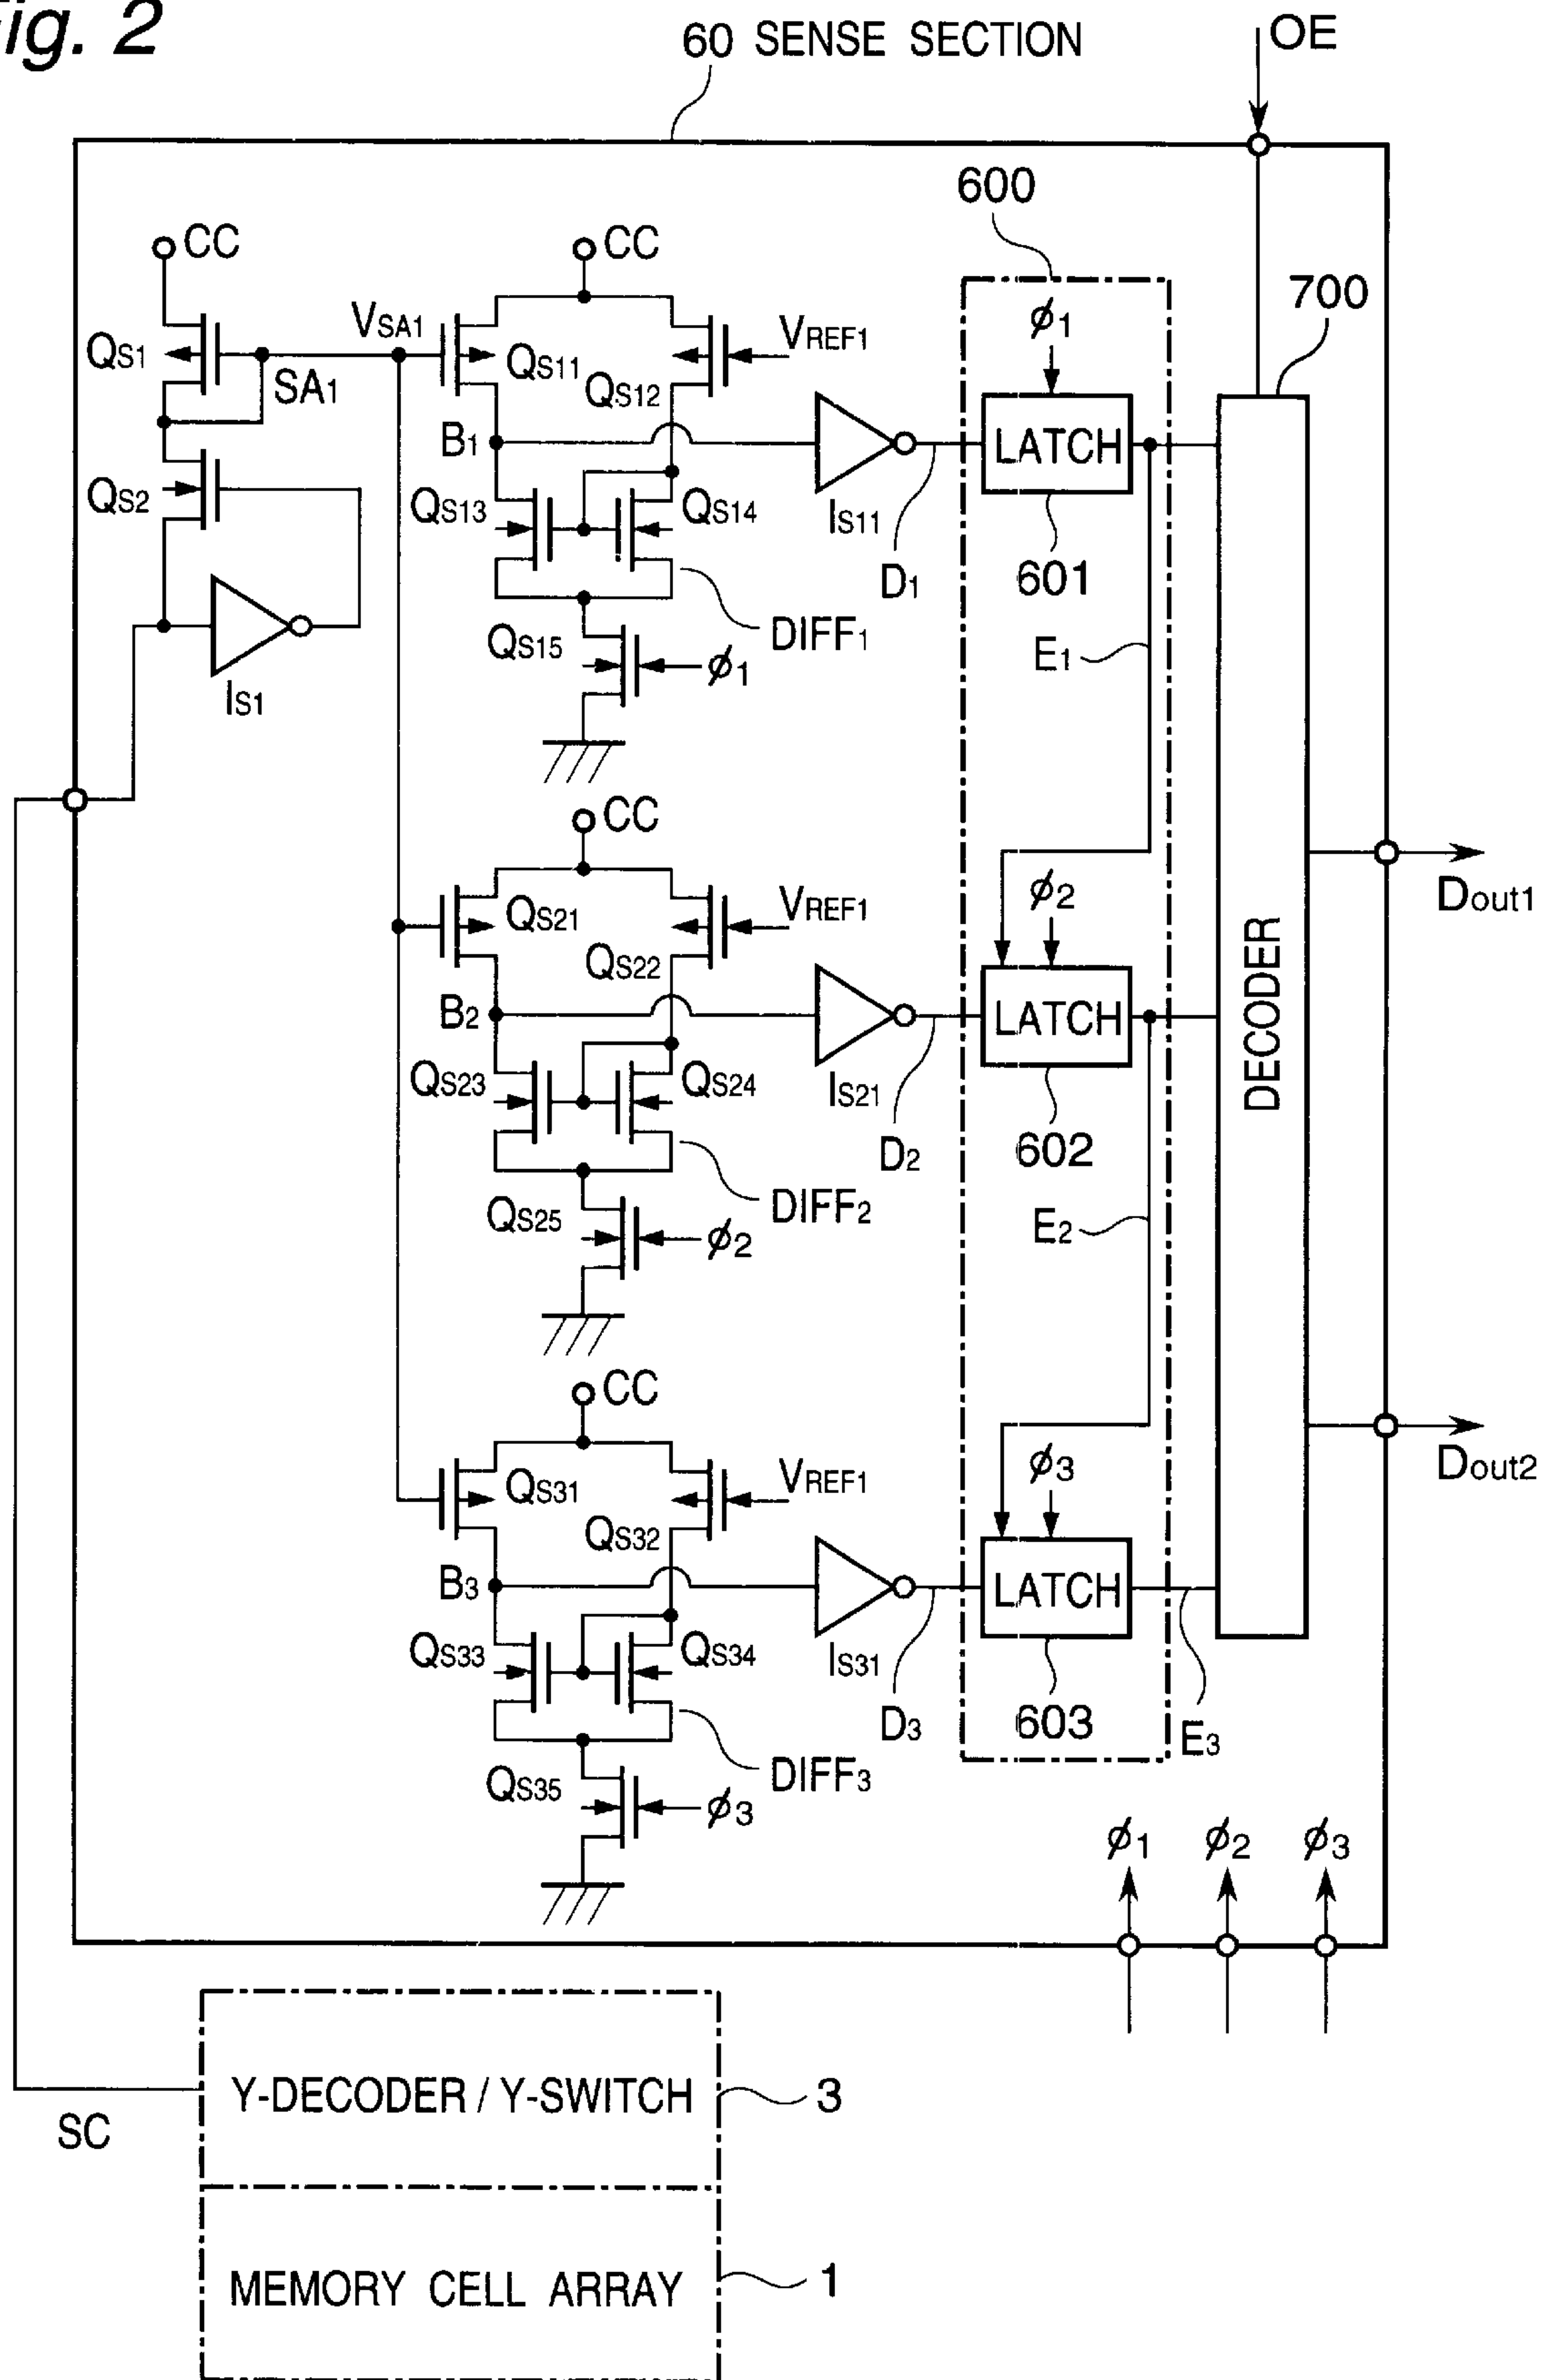 Fig. 2
60 SENSE SECTION
OE
600
CC
CC
700
ϕ1
VSA1
VREF1
QS1
QS11
SA1
QS12
B1
LATCH
QS2
QS13
QS14
IS11
D1
601
DIFF1
QS15
ϕ1
E1
IS1
CC
ϕ2
Dout1
QS21
VREF1
QS22
B2
LATCH
DECODER
QS23
QS24
IS21
D2
602
DIFF2
QS25
ϕ2
E2
CC
ϕ3
Dout2
QS31
VREF1
QS32
B3
LATCH
QS33
QS34
IS31
D3
603
E3
DIFF3
QS35
ϕ3
ϕ1
ϕ2
ϕ3
Y-DECODER / Y-SWITCH
3
SC
MEMORY CELL ARRAY
1